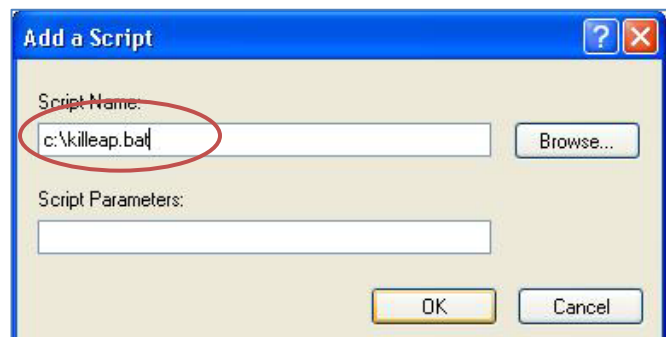 Add a Script
Script Name:
c:\killeap.bat
Browse...
Script Parameters:
OK
Cancel